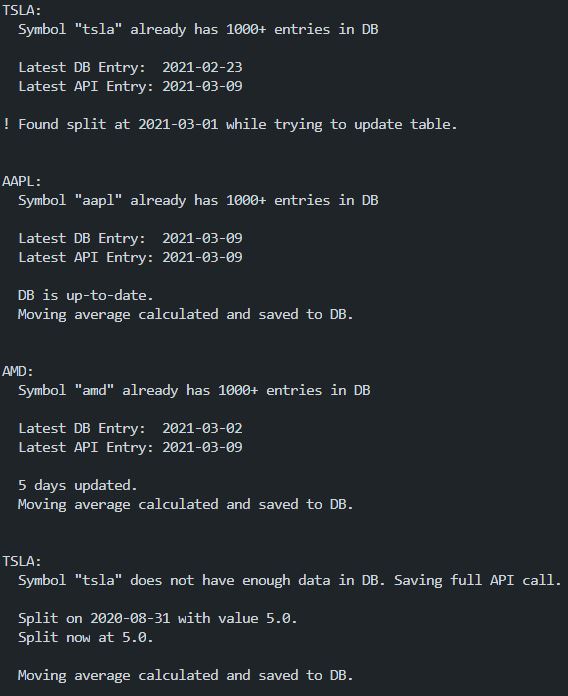 TSLA:
Symbol "tsla" already has 1000+ entries in DB
Latest DB Entry:  2021-02-23
Latest API Entry: 2021-03-09
! Found split at 2021-03-01 while trying to update table.
AAPL:
Symbol "aapl" already has 1000+ entries in DB
Latest DB Entry:  2021-03-09
Latest API Entry: 2021-03-09
DB is up-to-date.
Moving average calculated and saved to DB.
AMD:
Symbol "amd" already has 1000+ entries in DB
Latest DB Entry:  2021-03-02
Latest API Entry: 2021-03-09
5 days updated.
Moving average calculated and saved to DB.
TSLA:
Symbol "tsla" does not have enough data in DB. Saving full API call.
Split on 2020-08-31 with value 5.0.
Split now at 5.0.
Moving average calculated and saved to DB.